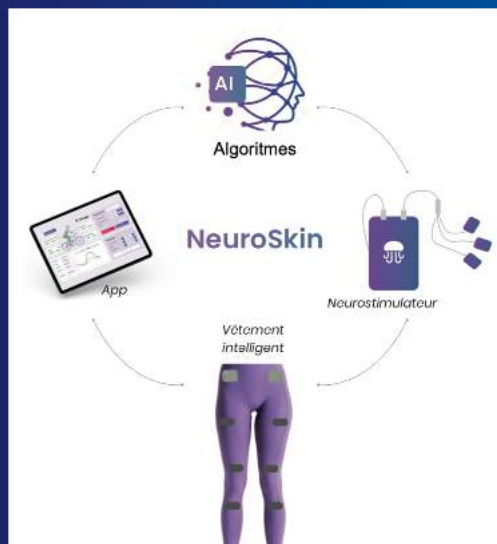 AI
Algoritmes
NeuroSkin
App
Neurostimulateur
Vêtement
intelligent